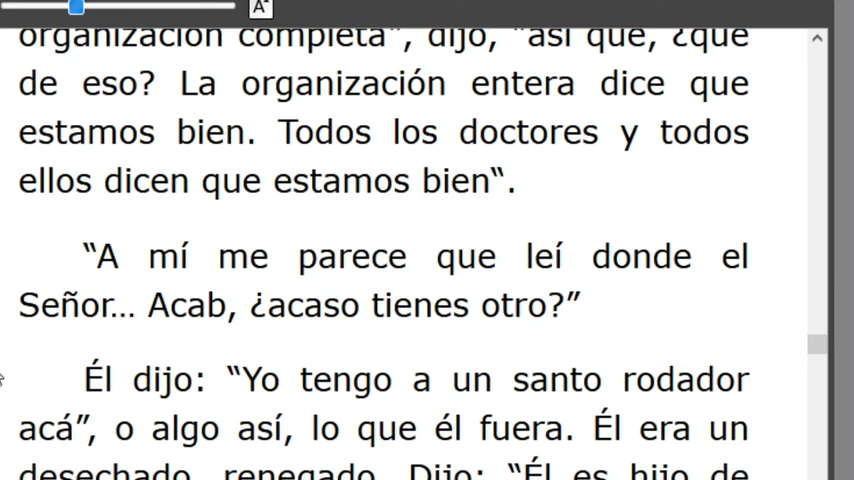 A
organización completa”, dijo, “así que, ¿qué
de eso? La organización entera dice que
estamos bien. Todos los doctores y todos
ellos dicen que estamos bien“.
“A mí me parece que leí donde el
Señor... Acab, ¿acaso tienes otro?”
Él dijo: “Yo tengo a un santo rodador
acá”, o algo así, lo que él fuera. Él era un
desechado, renegado. Dijo: “Él es hijo de